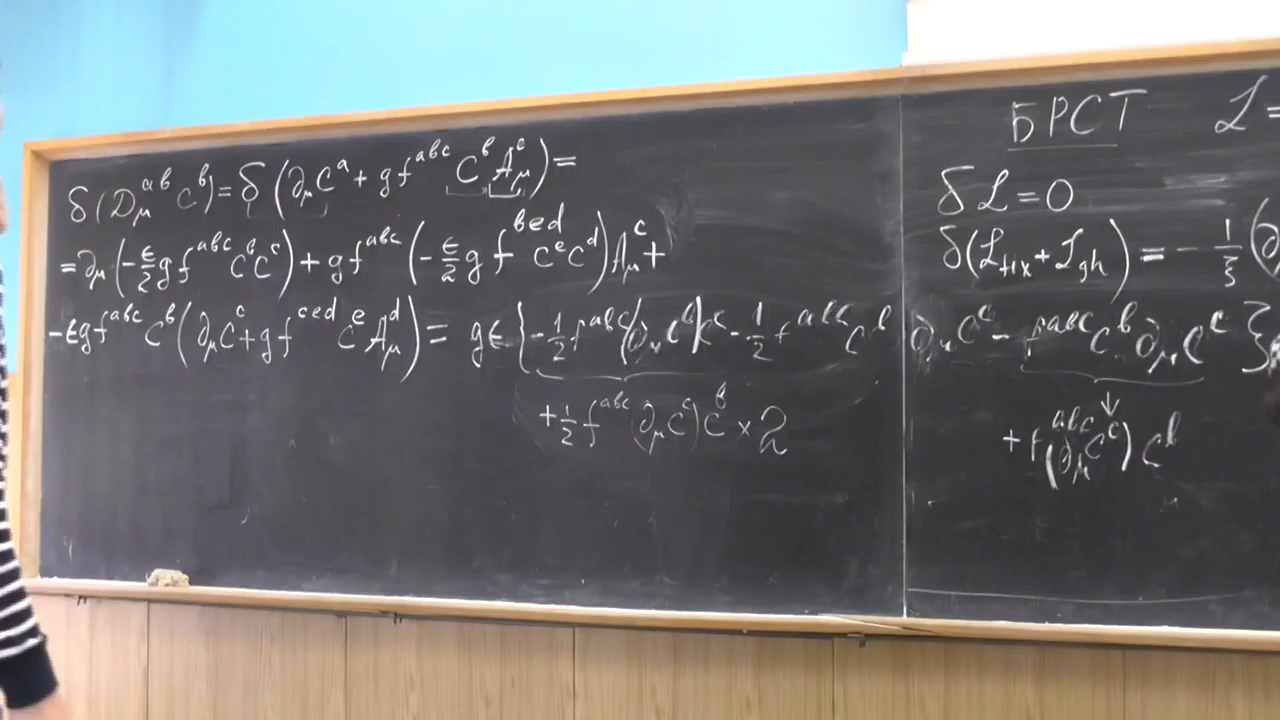 δ(D_μ^{ab} c^b) = δ(∂_μ C^a + g f^{abc} C^b A_μ^c) =
= ∂_μ(-ϵ/2 g f^{abc} C^b C^c) + g f^{abc} (-ϵ/2 g f^{bed} C^e C^d) A_μ^c +
-ϵ g f^{abc} C^b (∂_μ C^c + g f^{ced} C^e A_μ^d) = gϵ { -1/2 f^{abc} (∂_μ C^b) C^c - 1/2 f^{abc} C^b ∂_μ C^c - f^{abc} C^b ∂_μ C^c }
+ 1/2 f^{abc} (∂_μ C^c) C^b × 2
↓
+ f^{abc} (∂_μ C^c) C^b
БРСТ L =
δL = 0
δ(L_{fix} + L_{gh}) = - 1/ξ (∂